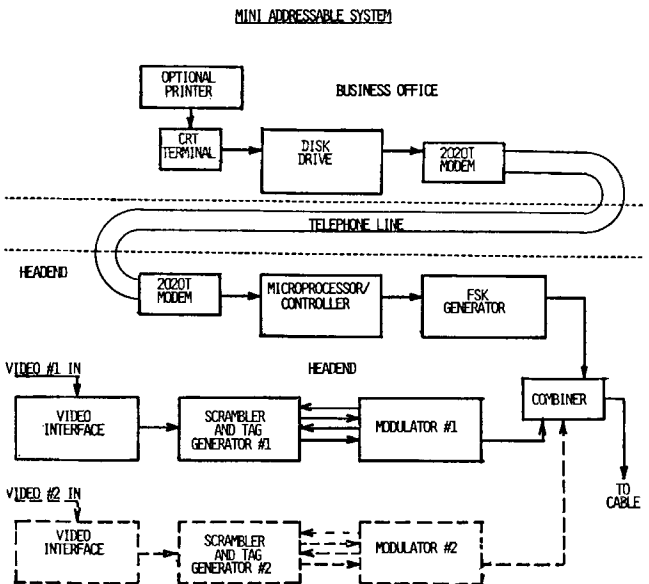 MINI ADDRESSABLE SYSTEM
OPTIONAL
PRINTER
BUSINESS OFFICE
CRT
TERMINAL
DISK
DRIVE
2020T
MODEM
TELEPHONE LINE
HEADEND
2020T
MODEM
MICROPROCESSOR/
CONTROLLER
FSK
GENERATOR
VIDEO #1 IN
HEADEND
COMBINER
VIDEO
INTERFACE
SCRAMBLER
AND TAG
GENERATOR #1
MODULATOR #1
TO
CABLE
VIDEO #2 IN
VIDEO
INTERFACE
SCRAMBLER
AND TAG
GENERATOR #2
MODULATOR #2